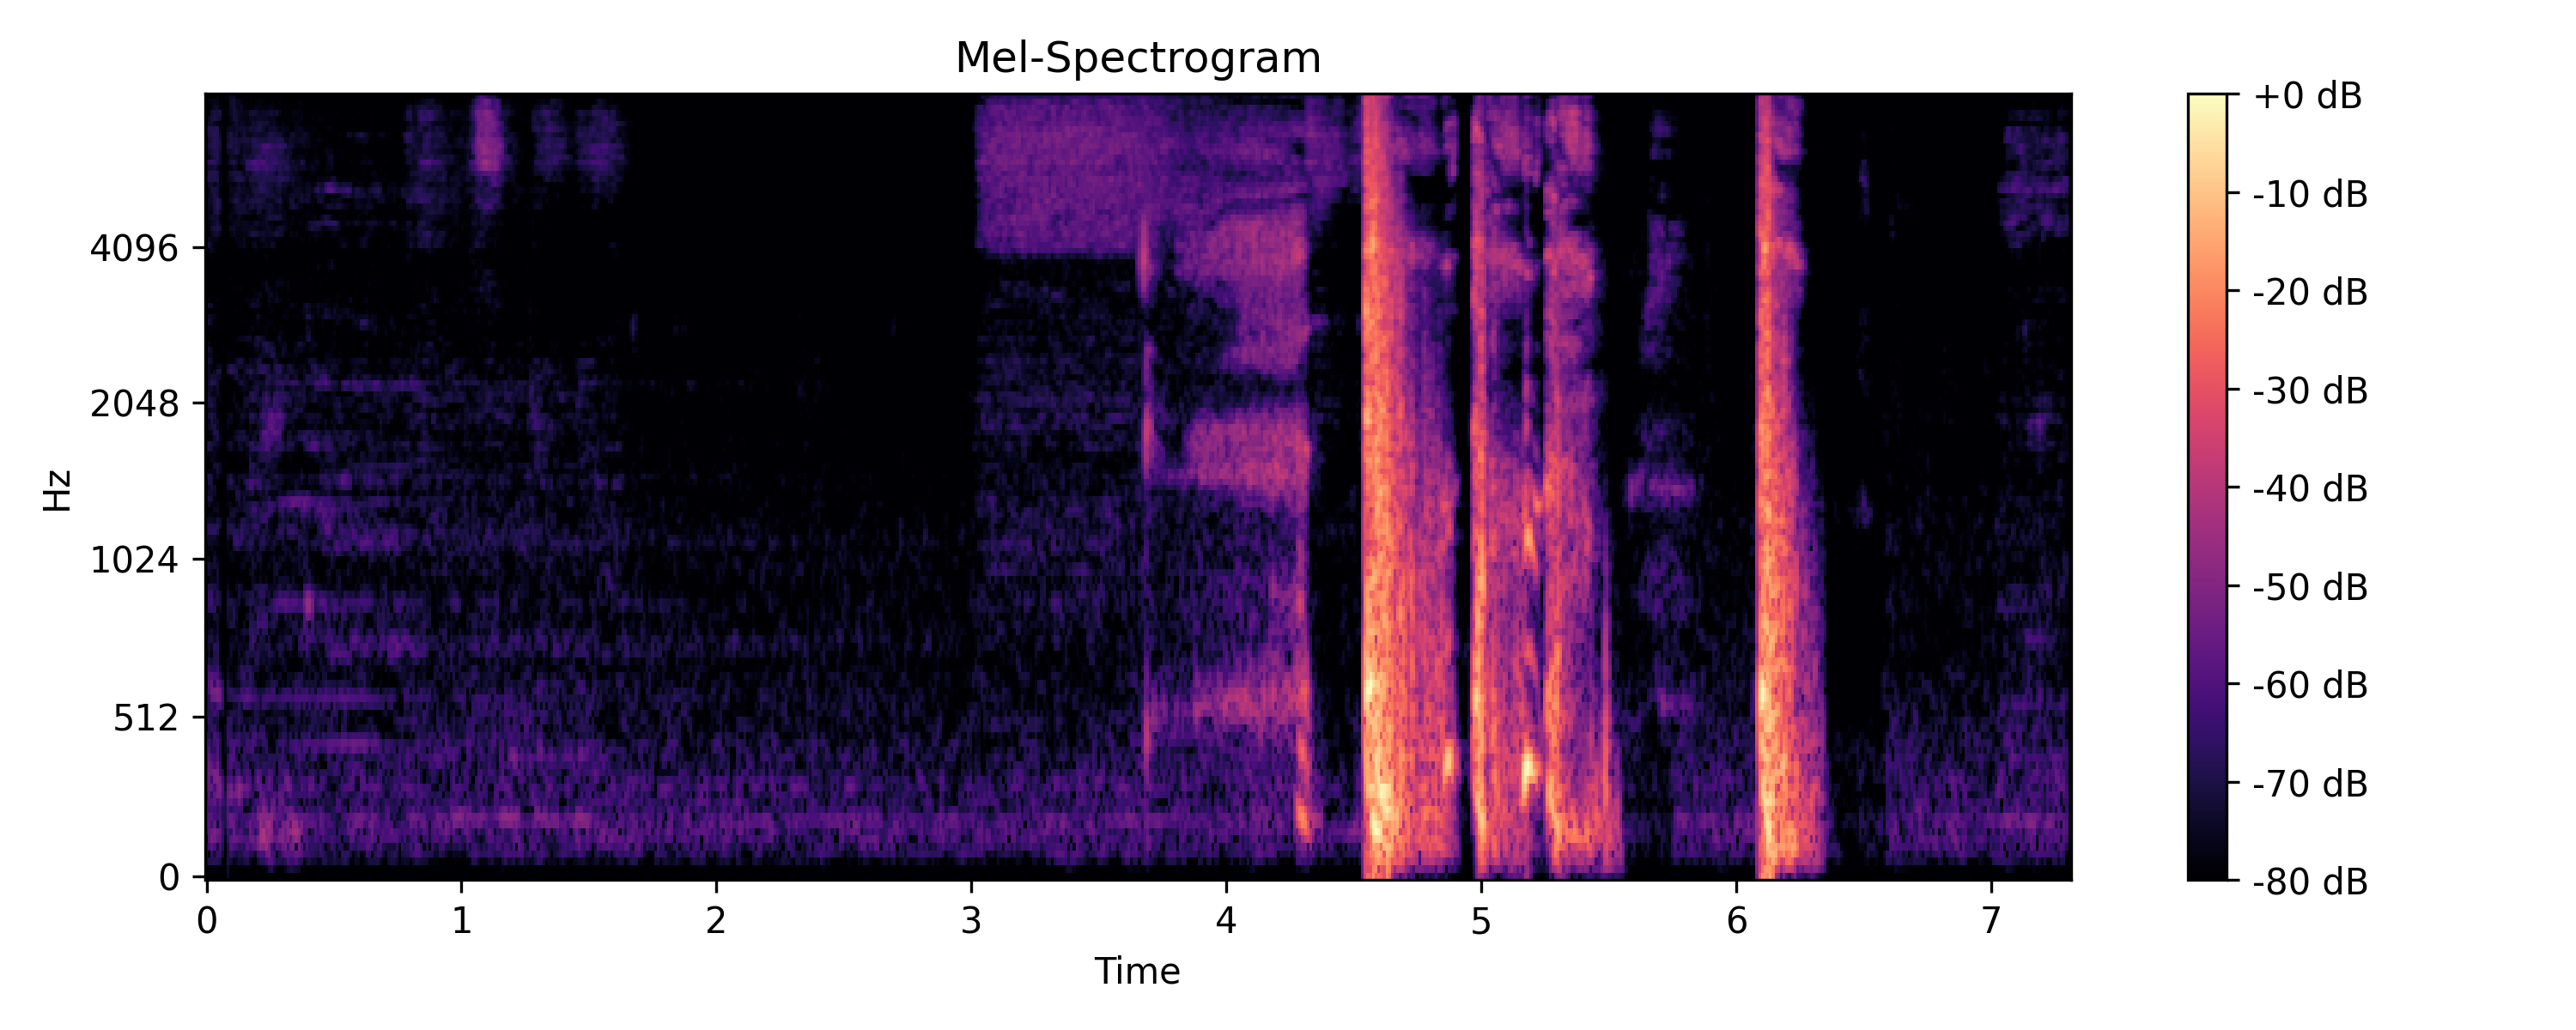 Mel-Spectrogram
+0 dB
-10 dB
4096
-20 dB
-30 dB
2048
Hz
-40 dB
1024
-50 dB
-60 dB
512
-70 dB
0
-80 dB
0 1 2 3 4 5 6 7
Time